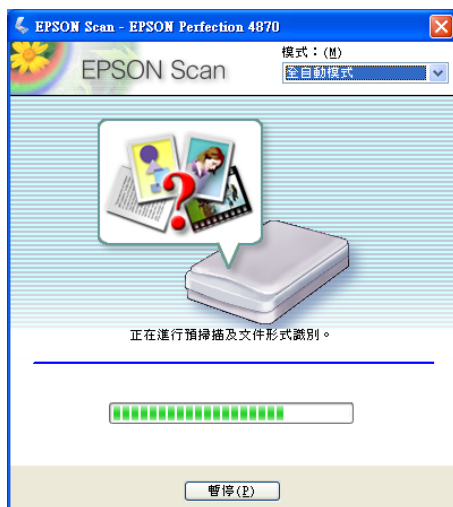 EPSON Scan - EPSON Perfection 4870
EPSON Scan
模式：(M)
全自動模式
正在進行預掃描及文件形式識別。
暫停(P)